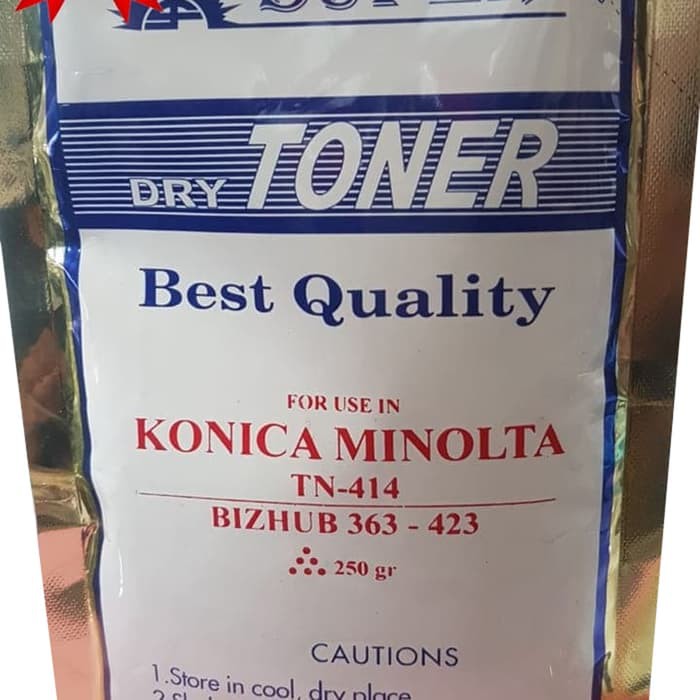 DRY TONER
Best Quality
FOR USE IN
KONICA MINOLTA
TN-414
BIZHUB 363 - 423
250 gr
CAUTIONS
1.Store in cool, dry place